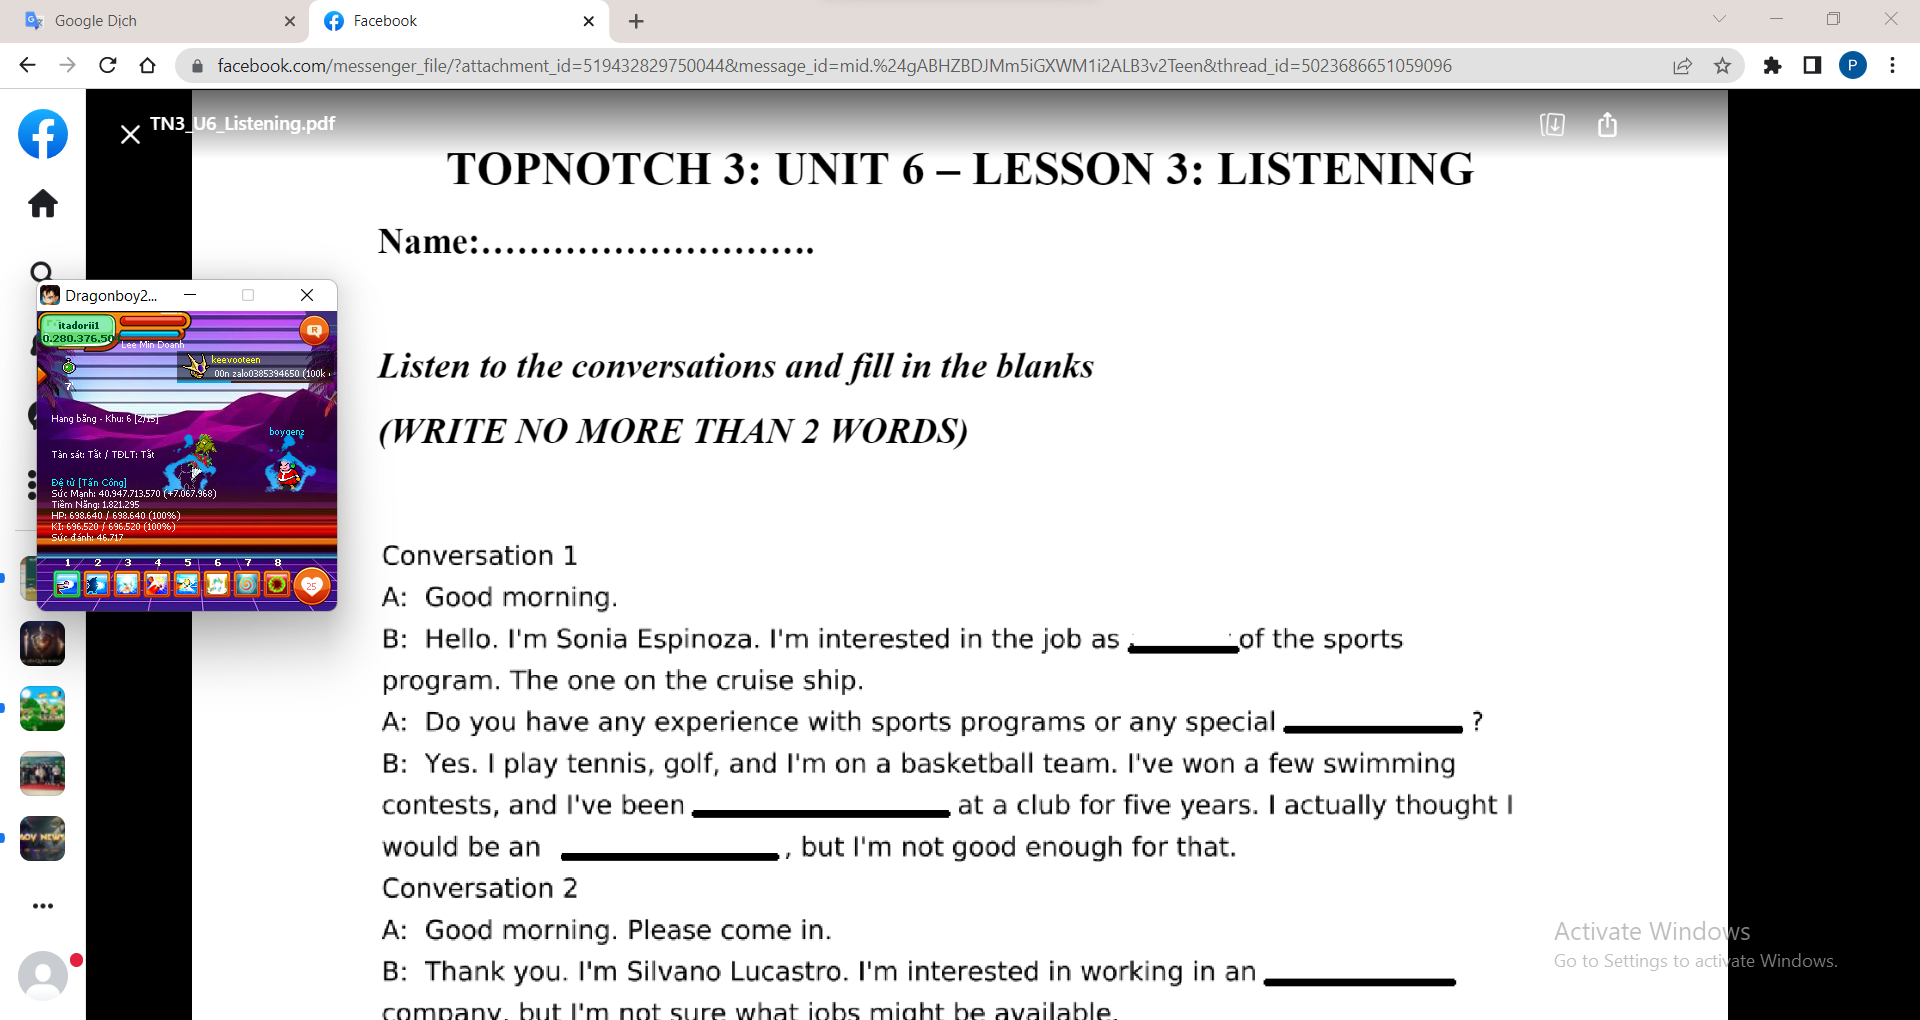 Google Dịch
Facebook
facebook.com/messenger_file/?attachment_id=519432829750044&message_id=mid.%24gABHZBDJMm5iGXWM1i2ALB3v2Teen&thread_id=5023686651059096
P
TN3_U6_Listening.pdf
TOPNOTCH 3: UNIT 6 – LESSON 3: LISTENING
Name:............................
Listen to the conversations and fill in the blanks
(WRITE NO MORE THAN 2 WORDS)
Conversation 1
A: Good morning.
B: Hello. I'm Sonia Espinoza. I'm interested in the job as ________ of the sports
program. The one on the cruise ship.
A: Do you have any experience with sports programs or any special ____________ ?
B: Yes. I play tennis, golf, and I'm on a basketball team. I've won a few swimming
contests, and I've been ________________ at a club for five years. I actually thought I
would be an ______________ , but I'm not good enough for that.
Conversation 2
A: Good morning. Please come in.
B: Thank you. I'm Silvano Lucastro. I'm interested in working in an ____________
company, but I'm not sure what jobs might be available.
Dragonboy2...
itadorii1
0.280.376.50
R
Lee Min Doanh
keevooteen
00n zalo0385394650 (100k
7
Hang băng - Khu: 6 [2/15]
boygenz
Tàn sát: Tắt / TĐLT: Tắt
Đệ tử [Tấn Công]
Sức Mạnh: 40.947.713.570 (+7.067.968)
Tiềm Năng: 1.821.295
HP: 698.640 / 698.640 (100%)
KI: 696.520 / 696.520 (100%)
Sức đánh: 46.717
1 2 3 4 5 6 7 8
25
Activate Windows
Go to Settings to activate Windows.